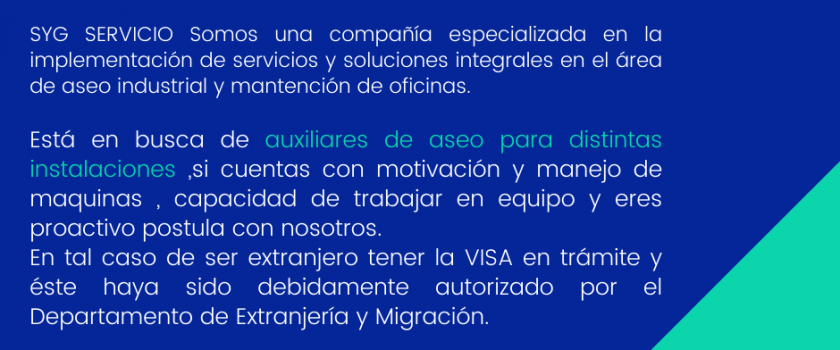 SYG SERVICIO Somos una compañía especializada en la
implementación de servicios y soluciones integrales en el área
de aseo industrial y mantención de oficinas.
Está en busca de auxiliares de aseo para distintas
instalaciones ,si cuentas con motivación y manejo de
maquinas , capacidad de trabajar en equipo y eres
proactivo postula con nosotros.
En tal caso de ser extranjero tener la VISA en trámite y
éste haya sido debidamente autorizado por el
Departamento de Extranjería y Migración.